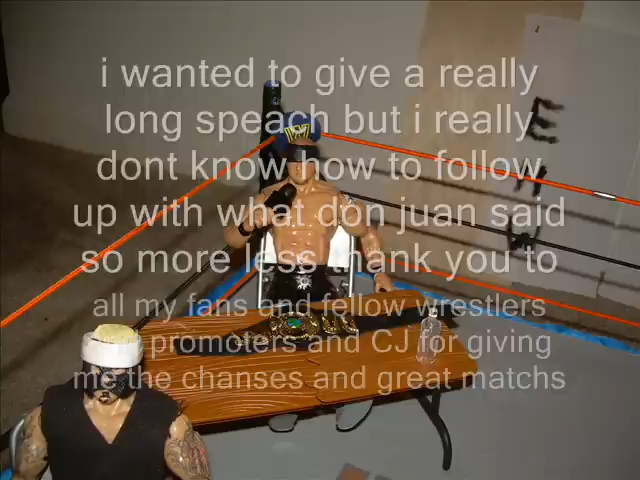 i wanted to give a really
long speach but i really
dont know how to follow
up with what don juan said
so more less thank you to
all my fans and fellow wrestlers
promoters and CJ for giving
me the chanses and great matchs